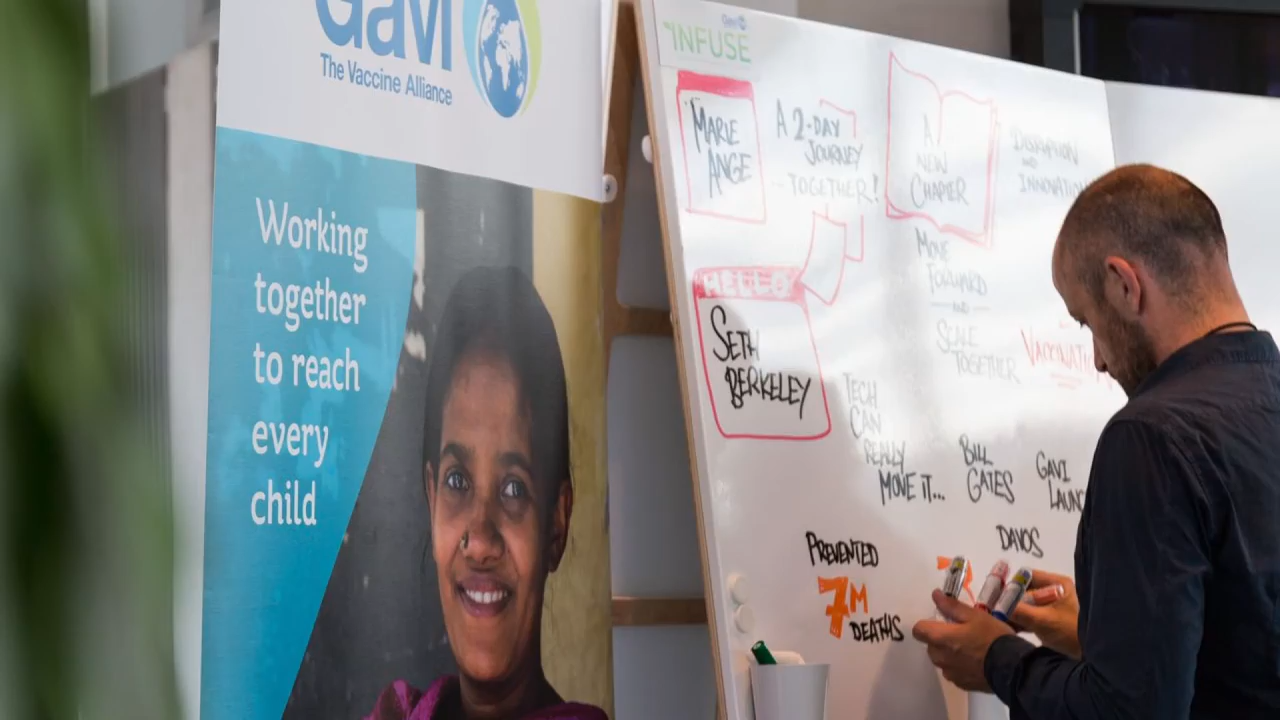 Gavi
The Vaccine Alliance
Working
together
to reach
every
child
Gavi
INFUSE
MARIE
ANGE
A 2-DAY
JOURNEY
TOGETHER!
A
NEW
CHAPTER
DISRUPTION
AND
INNOVATION
MOVE
FORWARD
AND
SCALE
TOGETHER
HELLO
SETH
BERKELEY
TECH
CAN
REALLY
MOVE IT...
BILL
GATES
GAVI
LAUNC
DAVOS
PREVENTED
7M
DEATHS